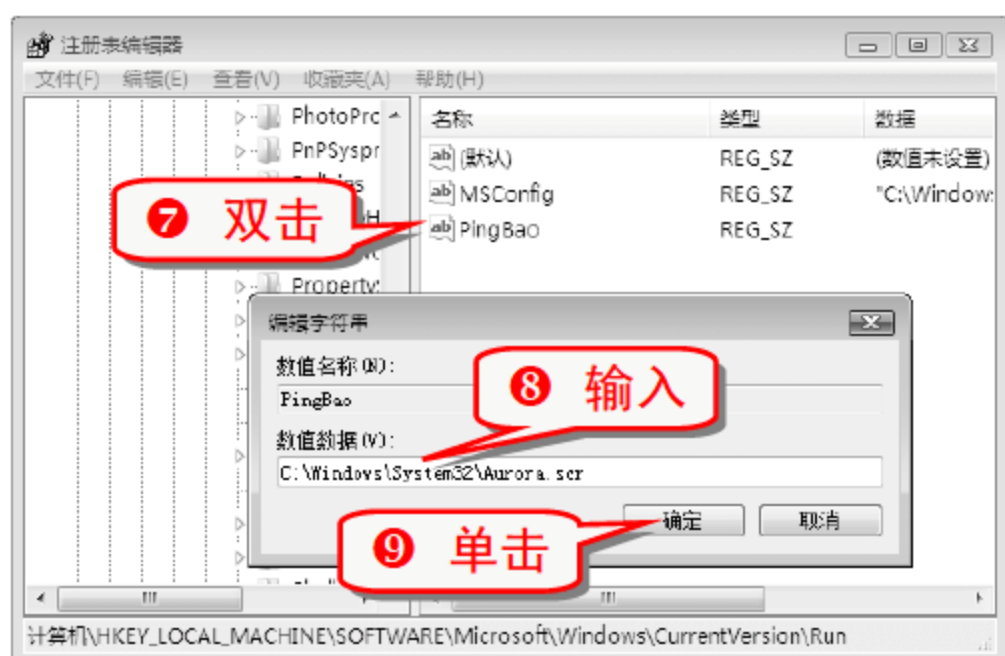 注册表编辑器
文件(F) 编辑(E) 查看(V) 收藏夹(A) 帮助(H)
PhotoPrc
PnPSyspr
Property:
名称 类型 数据
(默认) REG_SZ (数值未设置)
MSConfig REG_SZ "C:\Window:
PingBao REG_SZ
❼ 双击
编辑字符串
数值名称(N):
PingBao
❽ 输入
数值数据(V):
C:\Windows\System32\Aurora.scr
确定 取消
❾ 单击
计算机\HKEY_LOCAL_MACHINE\SOFTWARE\Microsoft\Windows\CurrentVersion\Run